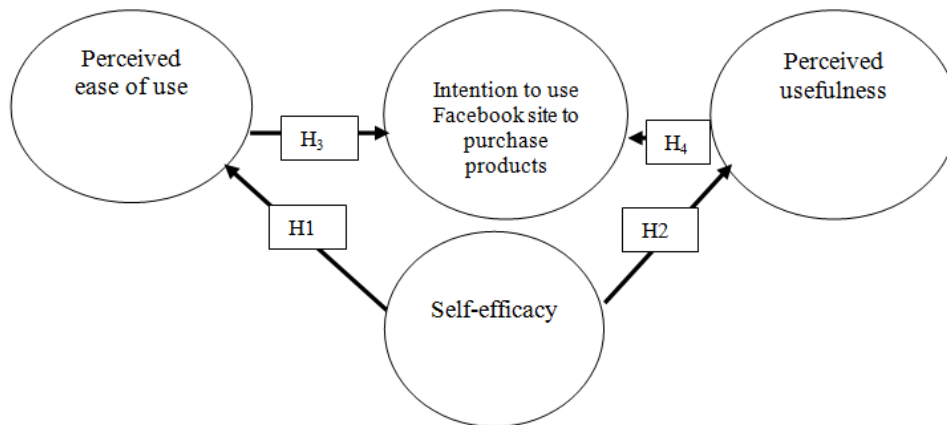 Perceived
ease of use
Intention to use
Facebook site to
purchase
products
Perceived
usefulness
H₃
H₄
H1
H2
Self-efficacy